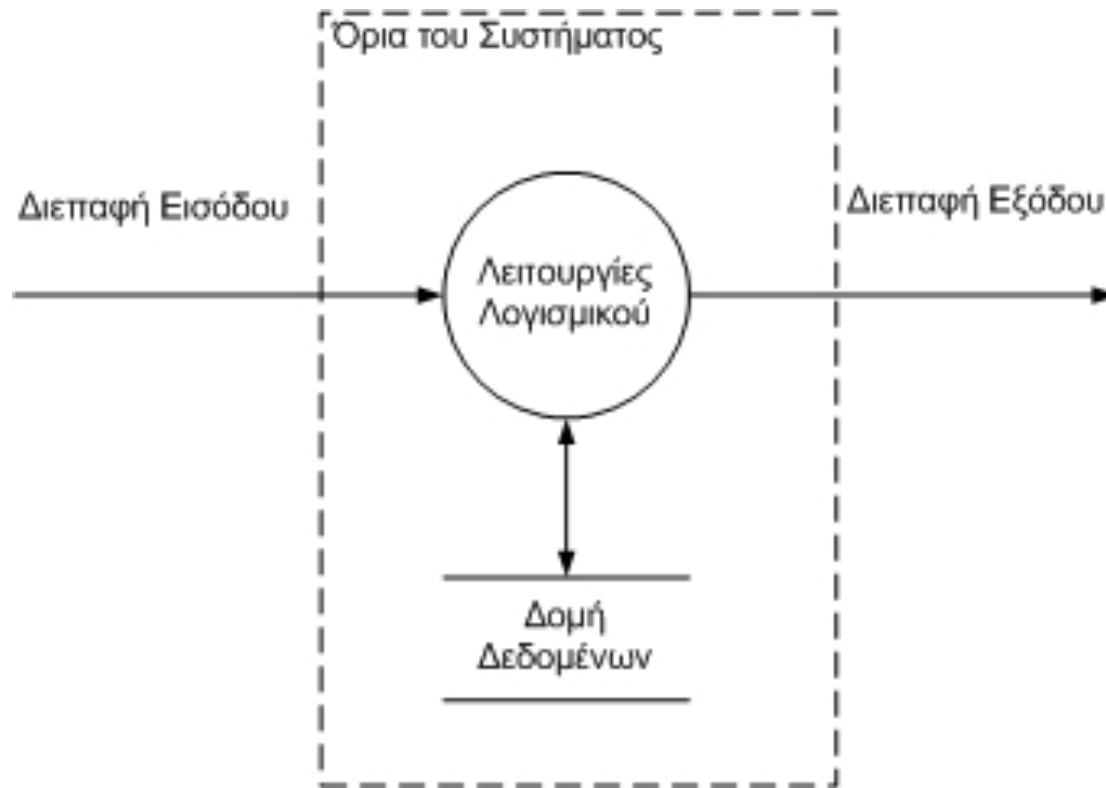 Όρια του Συστήματος
Διεπαφή Εισόδου
Διεπαφή Εξόδου
Λειτουργίες
Λογισμικού
Δομή
Δεδομένων